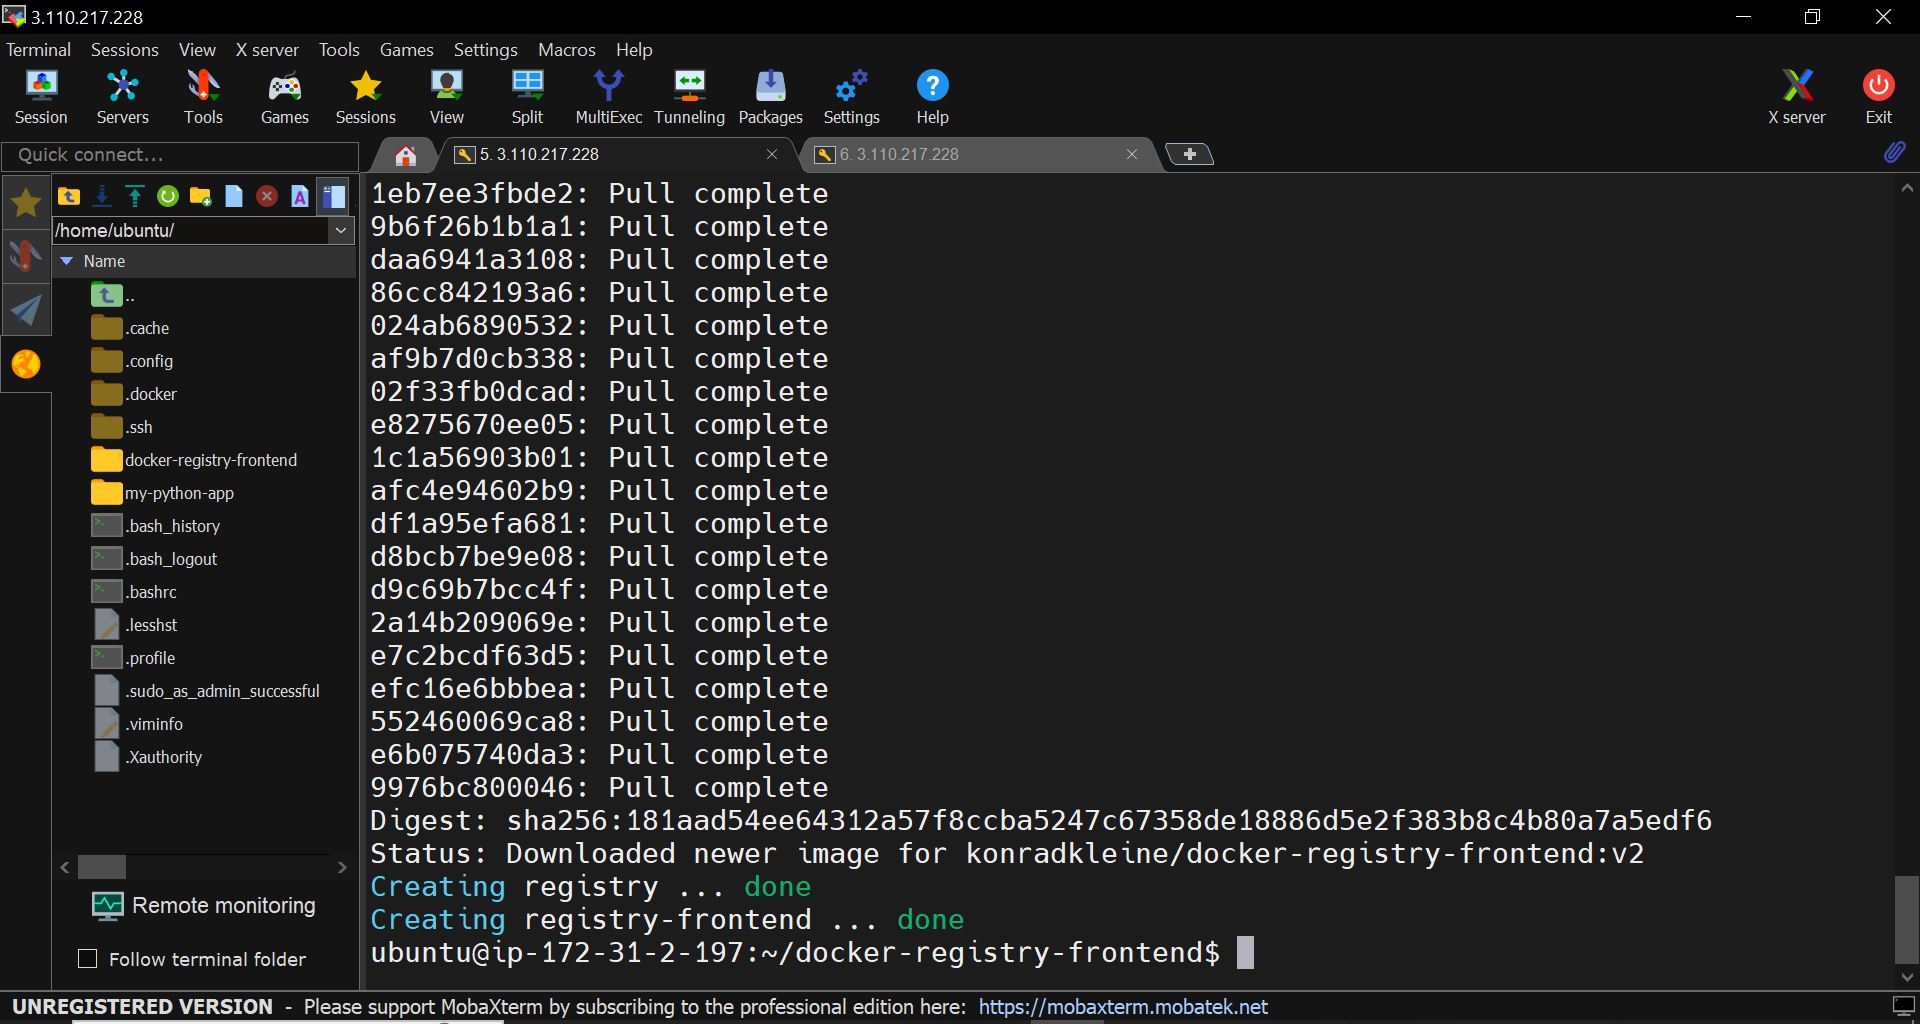 3.110.217.228
Terminal Sessions View X server Tools Games Settings Macros Help
Session Servers Tools Games Sessions View Split MultiExec Tunneling Packages Settings Help X server Exit
Quick connect...
5. 3.110.217.228
6. 3.110.217.228
/home/ubuntu/
Name
..
.cache
.config
.docker
.ssh
docker-registry-frontend
my-python-app
.bash_history
.bash_logout
.bashrc
.lesshst
.profile
.sudo_as_admin_successful
.viminfo
.Xauthority
Remote monitoring
Follow terminal folder
1eb7ee3fbde2: Pull complete
9b6f26b1b1a1: Pull complete
daa6941a3108: Pull complete
86cc842193a6: Pull complete
024ab6890532: Pull complete
af9b7d0cb338: Pull complete
02f33fb0dcad: Pull complete
e8275670ee05: Pull complete
1c1a56903b01: Pull complete
afc4e94602b9: Pull complete
df1a95efa681: Pull complete
d8bcb7be9e08: Pull complete
d9c69b7bcc4f: Pull complete
2a14b209069e: Pull complete
e7c2bcdf63d5: Pull complete
efc16e6bbbea: Pull complete
552460069ca8: Pull complete
e6b075740da3: Pull complete
9976bc800046: Pull complete
Digest: sha256:181aad54ee64312a57f8ccba5247c67358de18886d5e2f383b8c4b80a7a5edf6
Status: Downloaded newer image for konradkleine/docker-registry-frontend:v2
Creating registry ... done
Creating registry-frontend ... done
ubuntu@ip-172-31-2-197:~/docker-registry-frontend$
UNREGISTERED VERSION - Please support MobaXterm by subscribing to the professional edition here: https://mobaxterm.mobatek.net